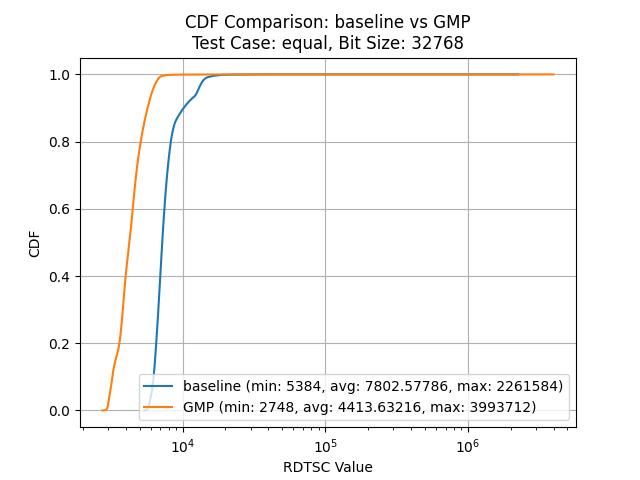 CDF Comparison: baseline vs GMP
Test Case: equal, Bit Size: 32768
CDF
1.0
0.8
0.6
0.4
0.2
0.0
baseline (min: 5384, avg: 7802.57786, max: 2261584)
GMP (min: 2748, avg: 4413.63216, max: 3993712)
10⁴ 10⁵ 10⁶
RDTSC Value